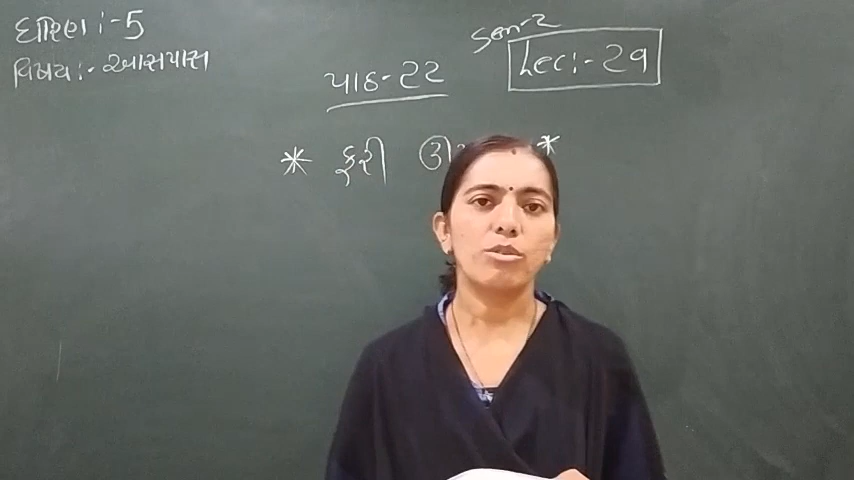 ધોરણ :- 5
વિષય :- આસપાસ
Sem-2
Lec :- 29
પાઠ - 22
* ફરી *